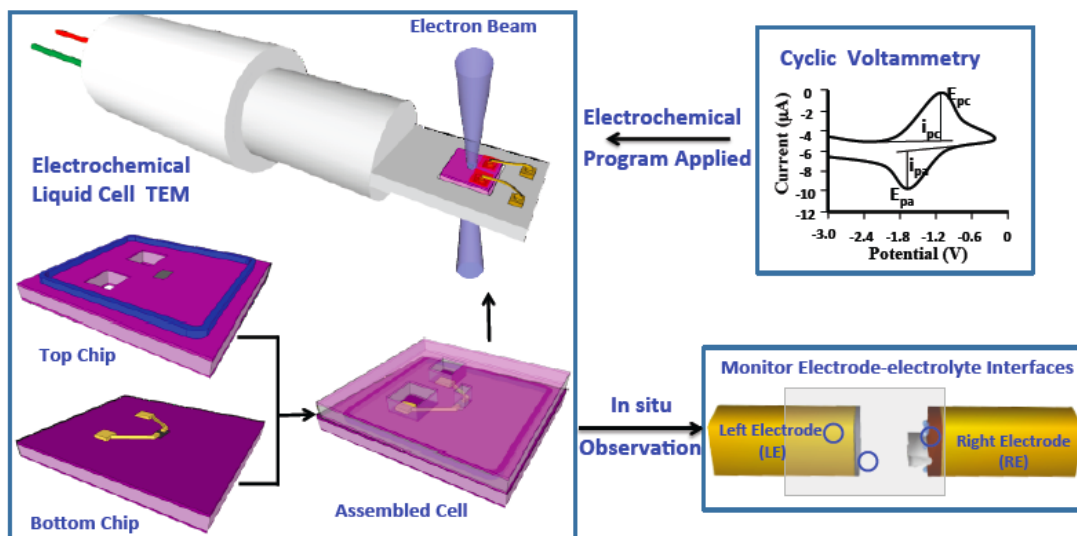 Electron Beam
Electrochemical
Liquid Cell TEM
Top Chip
Bottom Chip
Assembled Cell
Electrochemical
Program Applied
Cyclic Voltammetry
Current (µA)
0
-2
-4
-6
-8
-10
-12
Epc
ipc
ipa
Epa
-3.0 -2.4 -1.8 -1.2 -0.6 0
Potential (V)
In situ
Observation
Monitor Electrode-electrolyte Interfaces
Left Electrode
(LE)
Right Electrode
(RE)